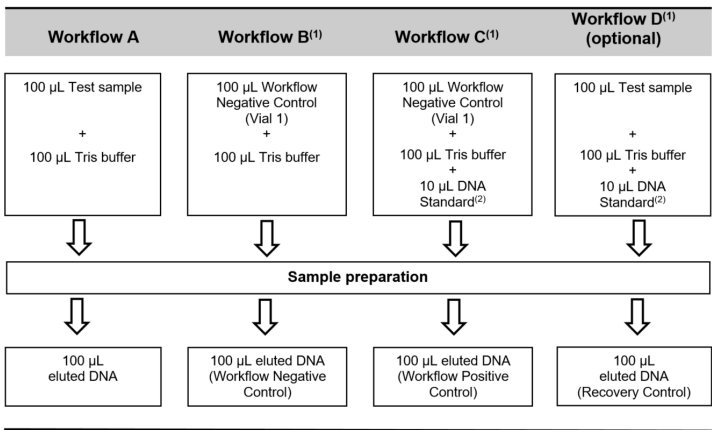 Workflow A
Workflow B(1)
Workflow C(1)
Workflow D(1)
(optional)
100 µL Test sample
+
100 µL Tris buffer
100 µL Workflow
Negative Control
(Vial 1)
+
100 µL Tris buffer
100 µL Workflow
Negative Control
(Vial 1)
+
100 µL Tris buffer
+
10 µL DNA
Standard(2)
100 µL Test sample
+
100 µL Tris buffer
+
10 µL DNA
Standard(2)
Sample preparation
100 µL
eluted DNA
100 µL eluted DNA
(Workflow Negative
Control)
100 µL eluted DNA
(Workflow Positive
Control)
100 µL
eluted DNA
(Recovery Control)